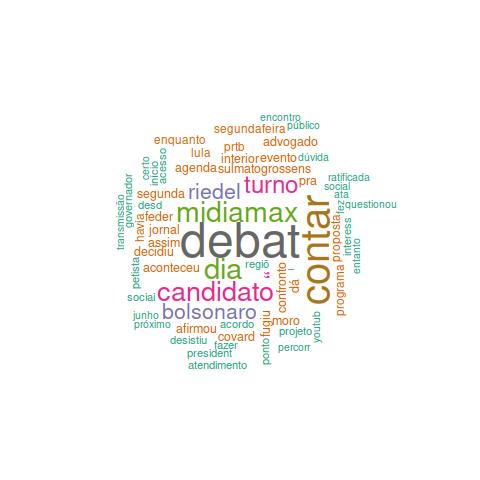 encontro
público
segundafeira
enquanto
prtb
advogado
lula
interior
evento
dúvida
certo
início
acesso
agenda
sulmatogrossens
governador
transmissão
segunda
riedel
turno
pra
ratificada
social
desd
feder
midiamax
contar
ata
fez
questionou
havia
jornal
debat
proposta
interess
entanto
assim
decidiu
petista
aconteceu
dia
regiõ
“
confronto
dá
programa
social
candidato
junho
bolsonaro
próximo
afirmou
acordo
fugiu
moro
projeto
youtub
desistiu
fazer
covard
ponto
percorr
president
atendimento